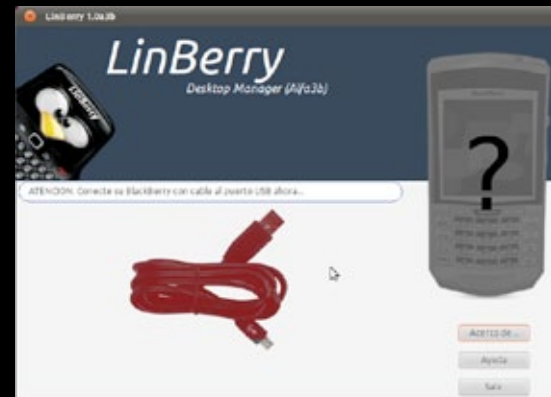 LinBerry 1.0a3b
LinBerry
Desktop Manager (Alfa3b)
LinBerry
ATENCION: Conecte su BlackBerry con cable al puerto USB ahora...
?
Acerca de ...
Ayuda
Salir